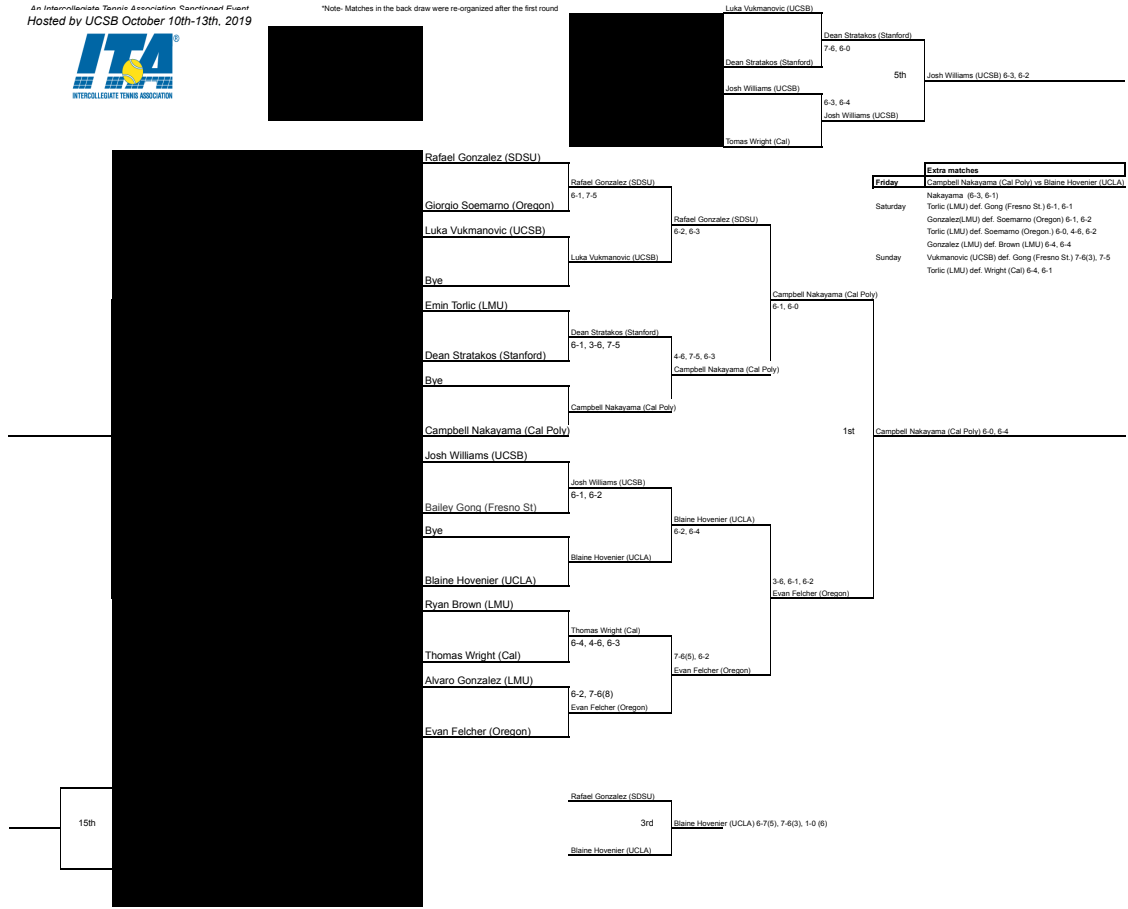 An Intercollegiate Tennis Association Sanctioned Event
Hosted by UCSB October 10th-13th, 2019
ITA®
INTERCOLLEGIATE TENNIS ASSOCIATION
*Note- Matches in the back draw were re-organized after the first round
Luka Vukmanovic (UCSB)
Dean Stratakos (Stanford)
7-6, 6-0
Dean Stratakos (Stanford)
5th
Josh Williams (UCSB) 6-3, 6-2
Josh Williams (UCSB)
6-3, 6-4
Josh Williams (UCSB)
Tomas Wright (Cal)
Extra matches
Friday Campbell Nakayama (Cal Poly) vs Blaine Hovenier (UCLA)
Nakayama (6-3, 6-1)
Saturday Torlic (LMU) def. Gong (Fresno St.) 6-1, 6-1
Gonzalez(LMU) def. Soemarno (Oregon) 6-1, 6-2
Torlic (LMU) def. Soemarno (Oregon.) 6-0, 4-6, 6-2
Gonzalez (LMU) def. Brown (LMU) 6-4, 6-4
Sunday Vukmanovic (UCSB) def. Gong (Fresno St.) 7-6(3), 7-5
Torlic (LMU) def. Wright (Cal) 6-4, 6-1
Rafael Gonzalez (SDSU)
Rafael Gonzalez (SDSU)
6-1, 7-5
Giorgio Soemarno (Oregon)
Rafael Gonzalez (SDSU)
6-2, 6-3
Luka Vukmanovic (UCSB)
Luka Vukmanovic (UCSB)
Bye
Campbell Nakayama (Cal Poly)
6-1, 6-0
Emin Torlic (LMU)
Dean Stratakos (Stanford)
6-1, 3-6, 7-5
Dean Stratakos (Stanford)
4-6, 7-5, 6-3
Campbell Nakayama (Cal Poly)
Bye
Campbell Nakayama (Cal Poly)
Campbell Nakayama (Cal Poly)
1st
Campbell Nakayama (Cal Poly) 6-0, 6-4
Josh Williams (UCSB)
Josh Williams (UCSB)
6-1, 6-2
Bailey Gong (Fresno St)
Blaine Hovenier (UCLA)
6-2, 6-4
Bye
Blaine Hovenier (UCLA)
Blaine Hovenier (UCLA)
3-6, 6-1, 6-2
Evan Felcher (Oregon)
Ryan Brown (LMU)
Thomas Wright (Cal)
6-4, 4-6, 6-3
Thomas Wright (Cal)
7-6(5), 6-2
Evan Felcher (Oregon)
Alvaro Gonzalez (LMU)
6-2, 7-6(8)
Evan Felcher (Oregon)
Evan Felcher (Oregon)
Rafael Gonzalez (SDSU)
15th
3rd
Blaine Hovenier (UCLA) 6-7(5), 7-6(3), 1-0 (6)
Blaine Hovenier (UCLA)